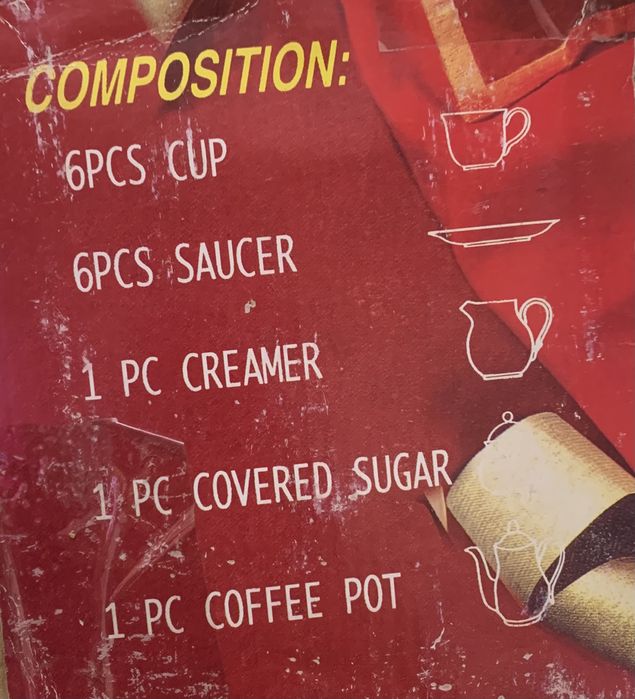 COMPOSITION:
6PCS CUP
6PCS SAUCER
1 PC CREAMER
1 PC COVERED SUGAR
1 PC COFFEE POT